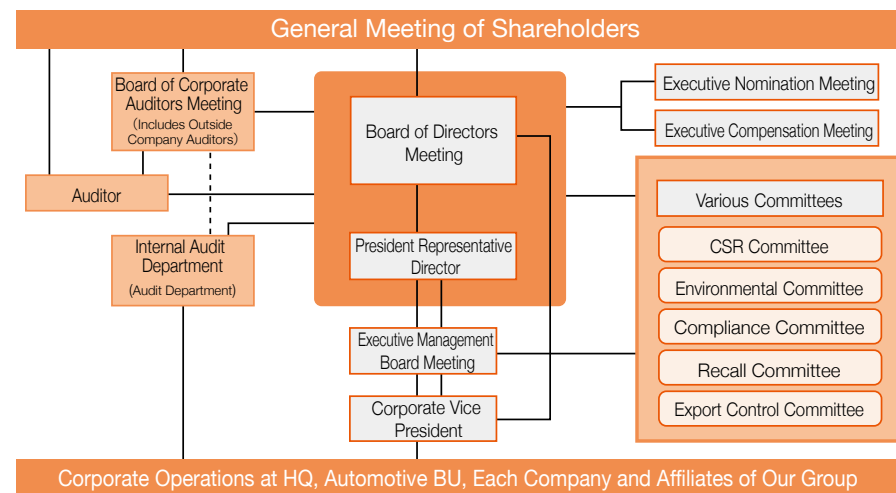 General Meeting of Shareholders
Board of Corporate
Auditors Meeting
(Includes Outside
Company Auditors)
Auditor
Internal Audit
Department
(Audit Department)
Board of Directors
Meeting
President Representative
Director
Executive Management
Board Meeting
Corporate Vice
President
Executive Nomination Meeting
Executive Compensation Meeting
Various Committees
CSR Committee
Environmental Committee
Compliance Committee
Recall Committee
Export Control Committee
Corporate Operations at HQ, Automotive BU, Each Company and Affiliates of Our Group